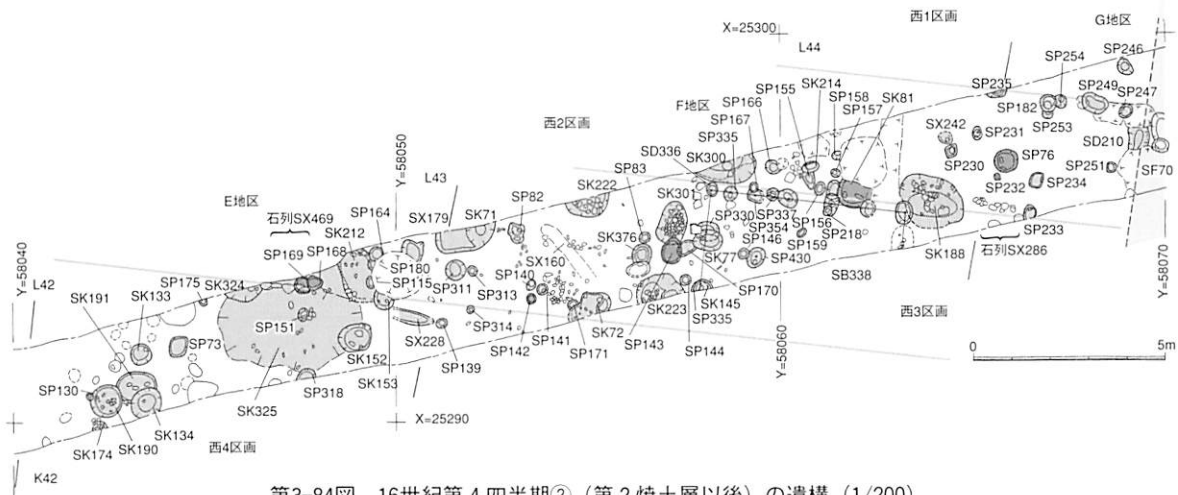 西1区画
G地区
X=25300
L44
SP254
SP246
SP155
SK214
SP235
SP249
SP247
SP166
SP158
SK81
SP182
F地区
SP157
SP167
SP253
西2区画
SP335
SX242
SP231
SD210
SD336
SK300
SP76
SP230
SP251
SF70
Y=58050
SP83
SP232
SP234
L43
SK222
SK301
SP82
E地区
SP330
SP337
SP156
SP218
SP233
石列SX469
SP164
SX179
SK71
SP354
SP159
石列SX286
SK212
SK376
SP146
SK188
Y=58070
Y=58040
SP169
SP168
SX160
SK77
SP430
SB338
SP180
SP140
SP175
SK324
SP115
SP311
SP313
SP170
L42
SK191
SK133
SK223
SK145
西3区画
SP151
SP314
SK72
SP335
SP73
SX228
SP142
SP141
SP143
SP144
Y=58060
SK152
SP139
SP171
0
5m
SP130
SK153
SP318
SK325
X=25290
SK134
SK174
SK190
西4区画
K42
第3-84図 16世紀第4四半期② (第2焼土層以後) の遺構 (1/200)